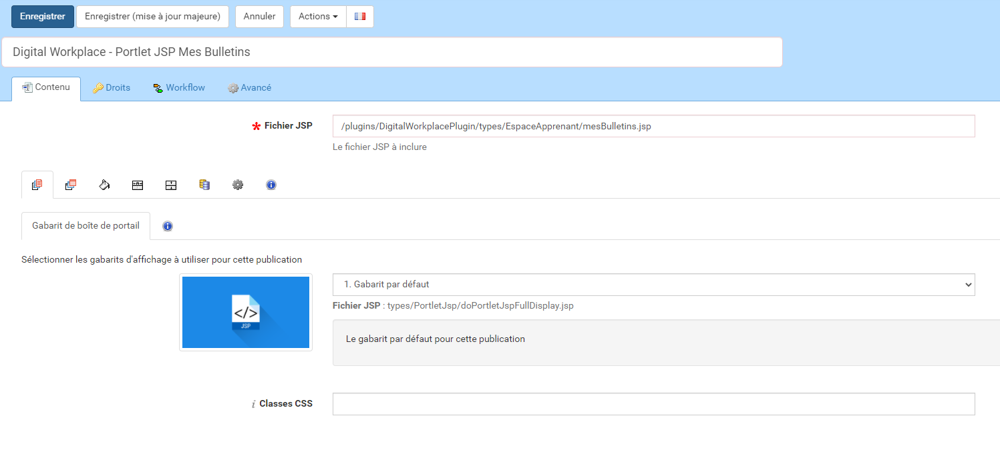 Enregistrer Enregistrer (mise à jour majeure) Annuler Actions
Digital Workplace - Portlet JSP Mes Bulletins
Contenu Droits Workflow Avancé
Fichier JSP /plugins/DigitalWorkplacePlugin/types/EspaceApprenant/mesBulletins.jsp
Le fichier JSP à inclure
Gabarit de boîte de portail
Sélectionner les gabarits d'affichage à utiliser pour cette publication
1. Gabarit par défaut
Fichier JSP : types/PortletJsp/doPortletJspFullDisplay.jsp
</>
JSP
Le gabarit par défaut pour cette publication
i Classes CSS